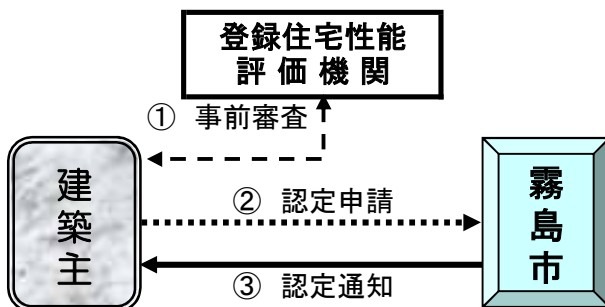 登録住宅性能
評価機関
① 事前審査
建築主
② 認定申請
霧島市
③ 認定通知